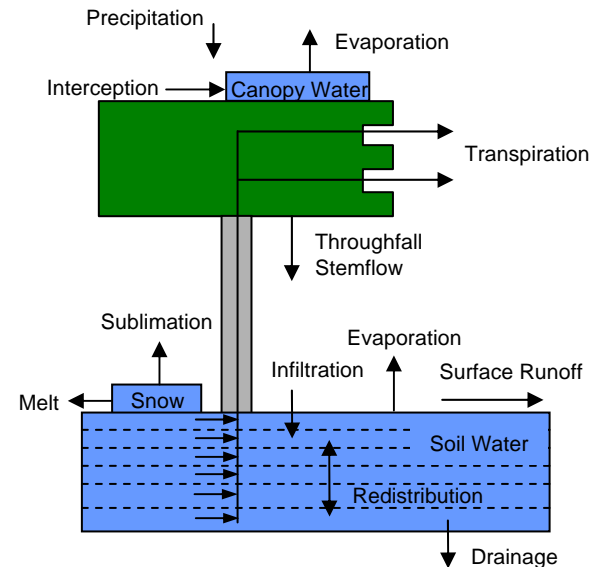 Precipitation
Evaporation
Interception
Canopy Water
Transpiration
Throughfall
Stemflow
Sublimation
Evaporation
Infiltration
Surface Runoff
Melt
Snow
Soil Water
Redistribution
Drainage